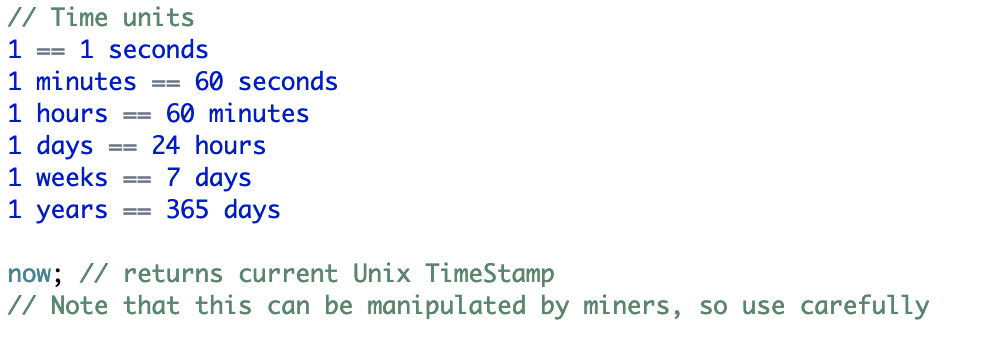 // Time units
1 == 1 seconds
1 minutes == 60 seconds
1 hours == 60 minutes
1 days == 24 hours
1 weeks == 7 days
1 years == 365 days
now; // returns current Unix TimeStamp
// Note that this can be manipulated by miners, so use carefully